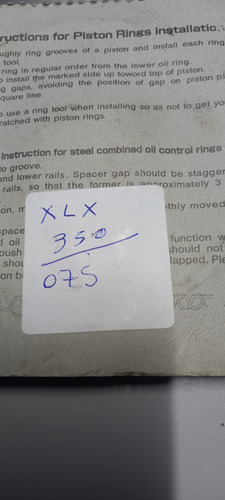 ructions for Piston Rings Installatio
ughly ring grooves of a piston and install each ring
tool.
ring in regular order from the lower oil ring.
o install the marked side up toword top of piston.
g gaps, avoiding the position of gap on piston pi
quare line.
o use a ring tool when installing so as not to get yo
ratched with piston rings.
instruction for steel combined oil control rings
to groove.
and lower rails. Spacer gap should be stagger
rails, so that the former is approximately 3
on, m
othly moved
XLX
350
075
space
d oil
function w
oush
hould not
shou
lapped. Ple
on b